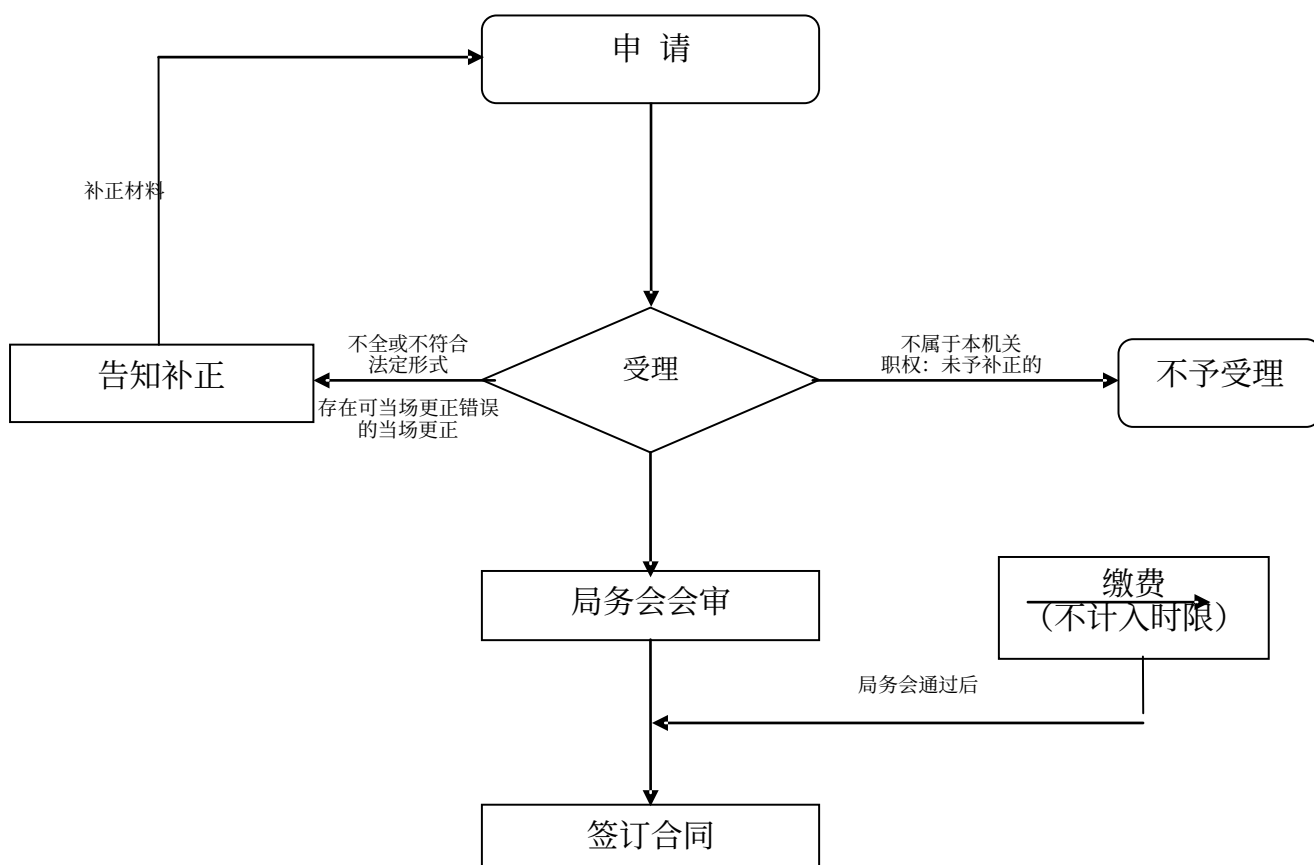 申 请
补正材料
不全或不符合
法定形式
不属于本机关
职权：未予补正的
告知补正
受理
不予受理
存在可当场更正错误
的当场更正
局务会会审
缴费
（不计入时限）
局务会通过后
签订合同